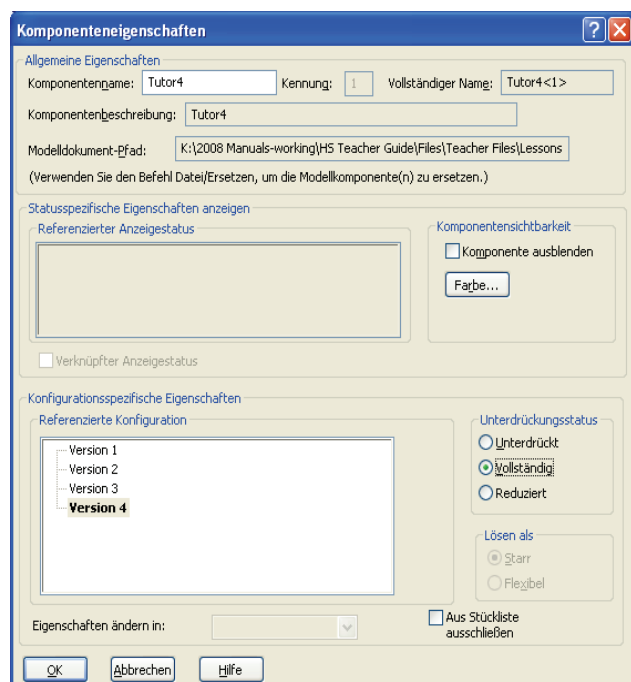 Komponenteneigenschaften
Allgemeine Eigenschaften
Komponentenname: Tutor4 Kennung: 1 Vollständiger Name: Tutor4<1>
Komponentenbeschreibung: Tutor4
Modelldokument-Pfad: K:\2008 Manuals-working\HS Teacher Guide\Files\Teacher Files\Lessons
(Verwenden Sie den Befehl Datei/Ersetzen, um die Modellkomponente(n) zu ersetzen.)
Statusspezifische Eigenschaften anzeigen
Referenzierter Anzeigestatus
Komponentensichtbarkeit
Komponente ausblenden
Farbe...
Verknüpfter Anzeigestatus
Konfigurationsspezifische Eigenschaften
Referenzierte Konfiguration
Version 1
Version 2
Version 3
Version 4
Unterdrückungsstatus
Unterdrückt
Vollständig
Reduziert
Lösen als
Starr
Flexibel
Eigenschaften ändern in:
Aus Stückliste
ausschließen
OK Abbrechen Hilfe